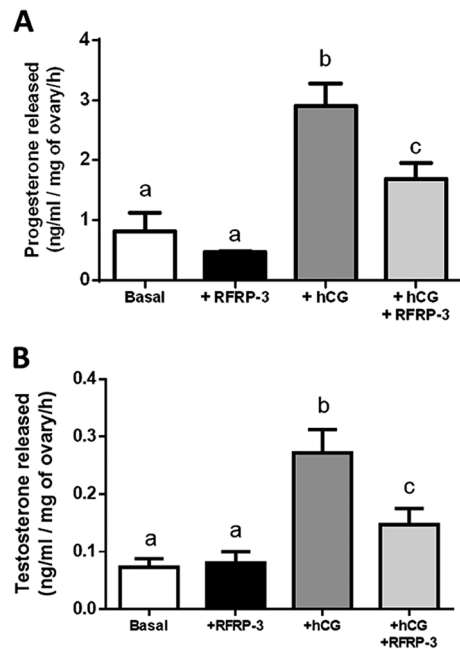 A
Progesterone released
(ng/ml / mg of ovary/h)
4
3
2
1
0
a
a
b
c
Basal
+ RFRP-3
+ hCG
+ hCG
+ RFRP-3
B
Testosterone released
(ng/ml / mg of ovary/h)
0.4
0.3
0.2
0.1
0.0
a
a
b
c
Basal
+RFRP-3
+hCG
+hCG
+RFRP-3